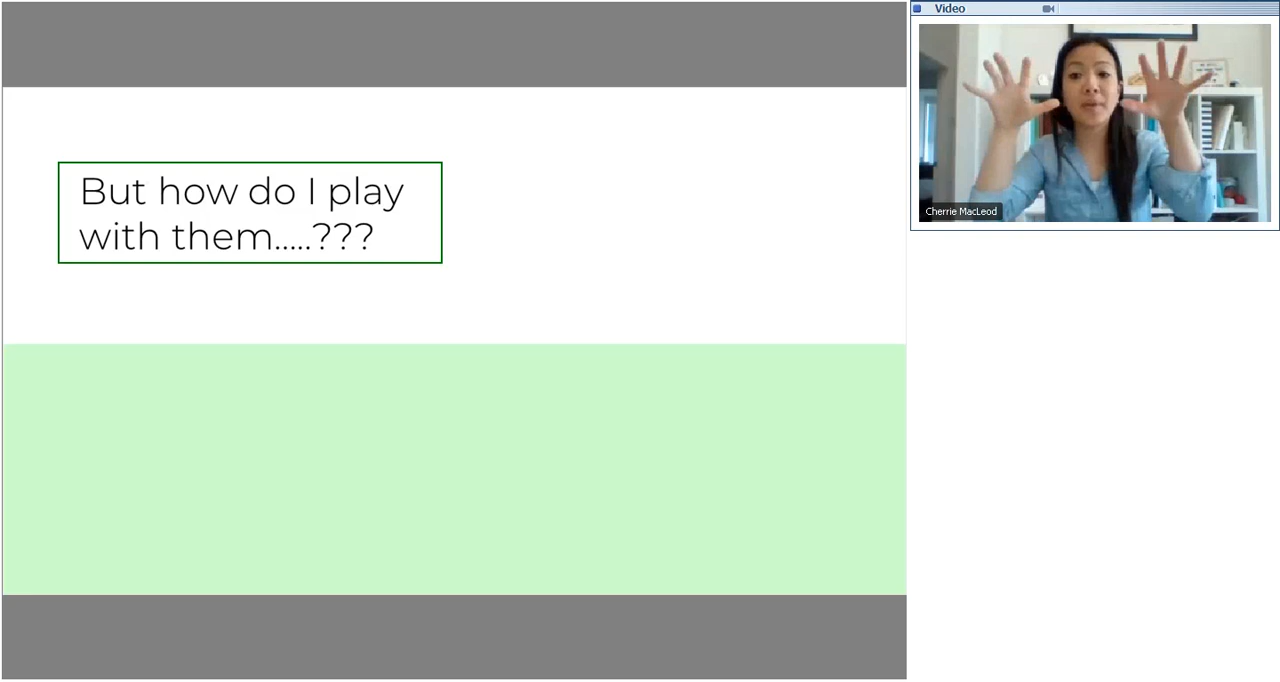 But how do I play
with them.....???
Video
Cherrie MacLeod